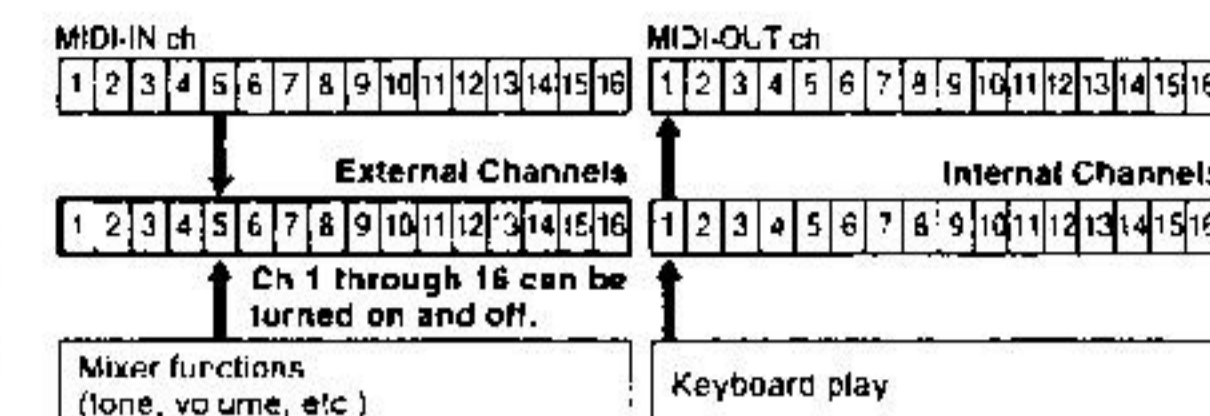 MIDI-IN ch
1 2 3 4 5 6 7 8 9 10 11 12 13 14 15 16
External Channels
1 2 3 4 5 6 7 8 9 10 11 12 13 14 15 16
Ch 1 through 16 can be
turned on and off.
Mixer functions
(tone, volume, etc.)
MIDI-OUT ch
1 2 3 4 5 6 7 8 9 10 11 12 13 14 15 16
Internal Channels
1 2 3 4 5 6 7 8 9 10 11 12 13 14 15 16
Keyboard play